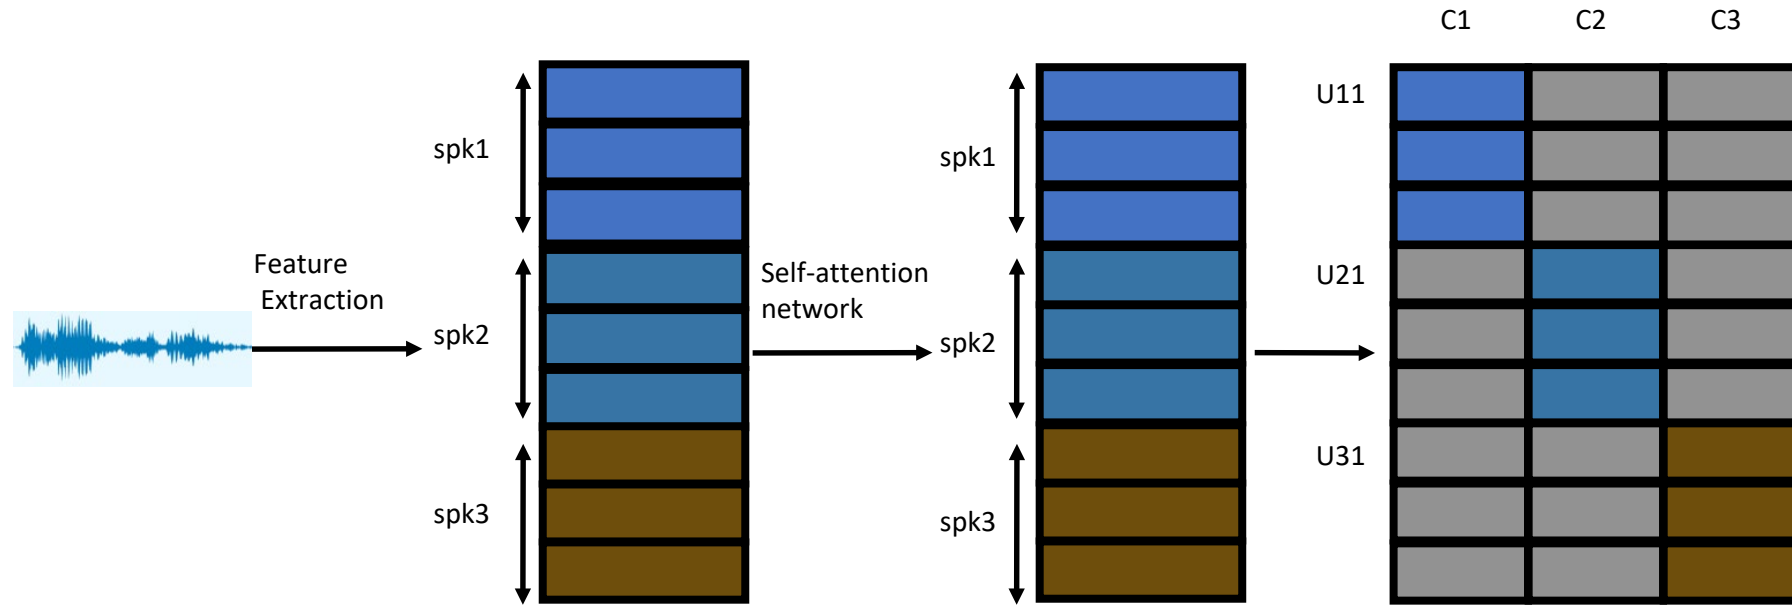 C1 C2 C3
U11
spk1
spk1
Feature
Extraction
Self-attention
network
U21
spk2
spk2
U31
spk3
spk3